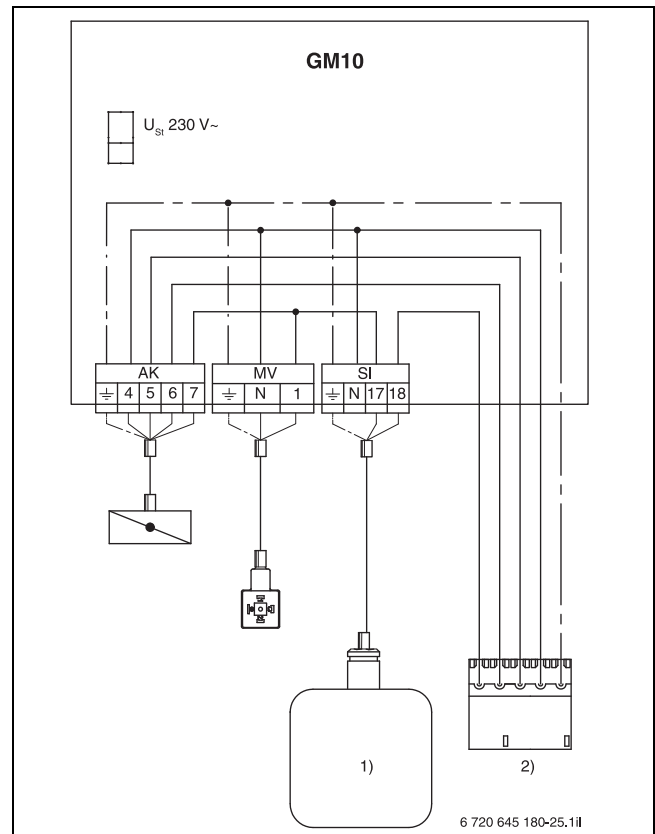 GM10
U_St 230 V~
AK MV SI
⏚ 4 5 6 7 ⏚ N 1 ⏚ N 17 18
1) 2)
6 720 645 180-25.1il